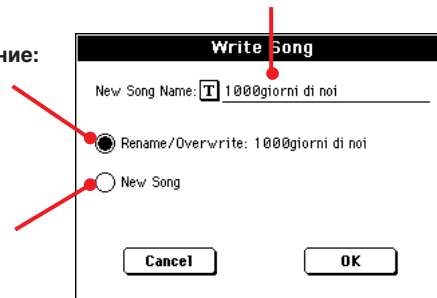 ние:
Write Song
New Song Name: T 1000giorni di noi
Rename/Overwrite: 1000giorni di noi
New Song
Cancel OK